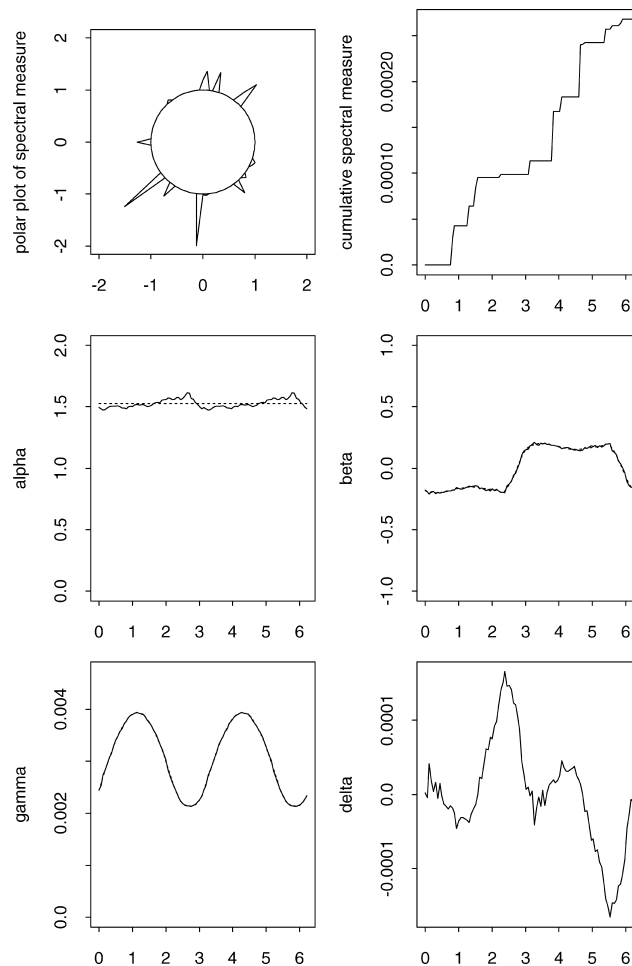 polar plot of spectral measure
2
1
0
-1
-2
-2 -1 0 1 2
cumulative spectral measure
0.00020
0.00010
0.0
0 1 2 3 4 5 6
alpha
2.0
1.5
1.0
0.5
0.0
0 1 2 3 4 5 6
beta
1.0
0.5
0.0
-0.5
-1.0
0 1 2 3 4 5 6
gamma
0.004
0.002
0.0
0 1 2 3 4 5 6
delta
0.0001
0.0
-0.0001
0 1 2 3 4 5 6